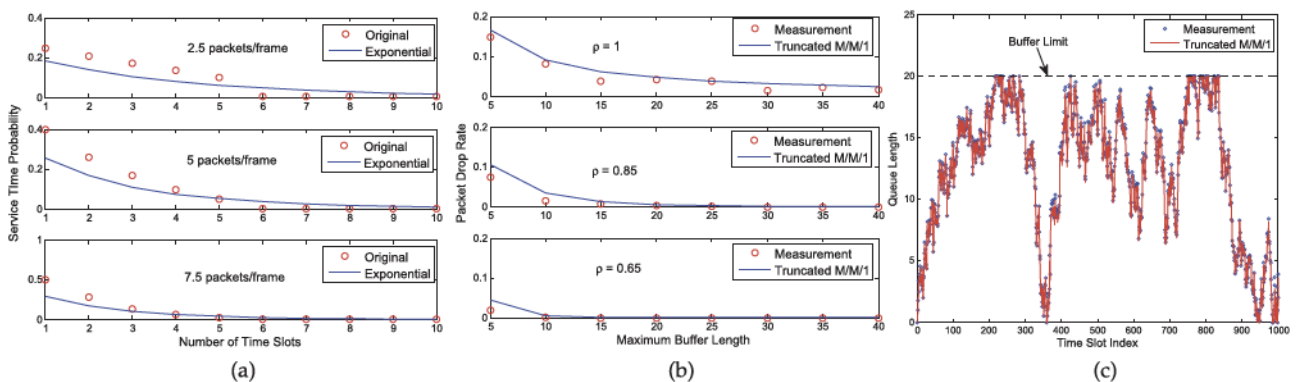 0.4
0.2
0
2.5 packets/frame
Original
Exponential
1 2 3 4 5 6 7 8 9 10
0.4
0.2
0
5 packets/frame
Original
Exponential
1 2 3 4 5 6 7 8 9 10
1
0.5
0
7.5 packets/frame
Original
Exponential
1 2 3 4 5 6 7 8 9 10
Service Time Probability
Number of Time Slots
(a)
0.2
0.1
0
ρ = 1
Measurement
Truncated M/M/1
5 10 15 20 25 30 35 40
0.2
0.1
0
ρ = 0.85
Measurement
Truncated M/M/1
5 10 15 20 25 30 35 40
0.2
0.1
0
ρ = 0.65
Measurement
Truncated M/M/1
5 10 15 20 25 30 35 40
Packet Drop Rate
Maximum Buffer Length
(b)
25
20
15
10
5
0
Queue Length
Buffer Limit
Measurement
Truncated M/M/1
0 100 200 300 400 500 600 700 800 900 1000
Time Slot Index
(c)